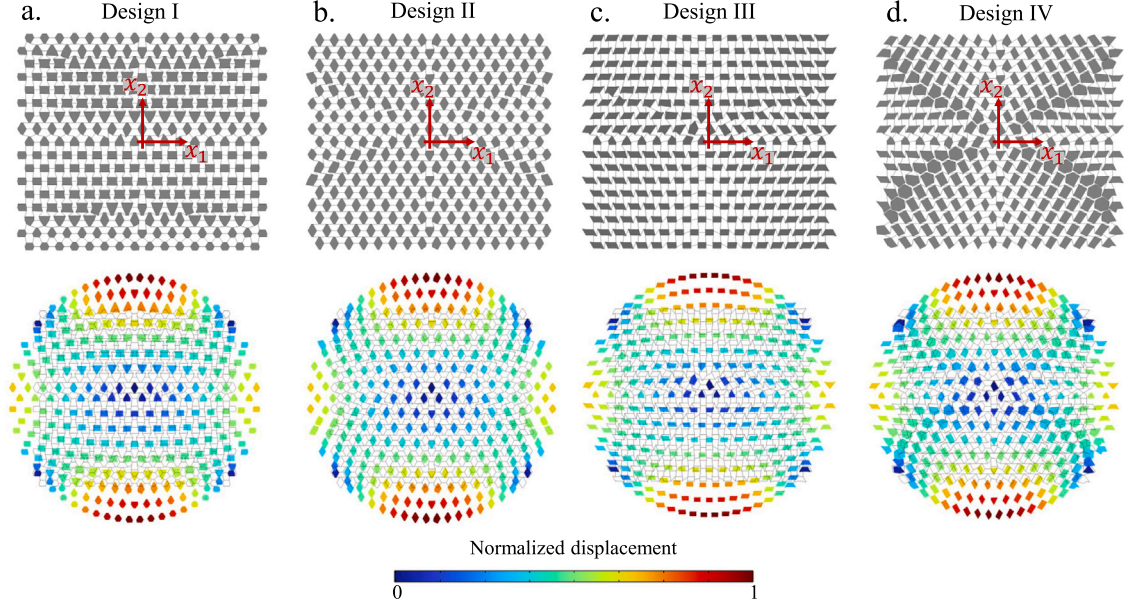 a. Design I
b. Design II
c. Design III
d. Design IV
x₂
x₁
x₂
x₁
x₂
x₁
x₂
x₁
Normalized displacement
0 1